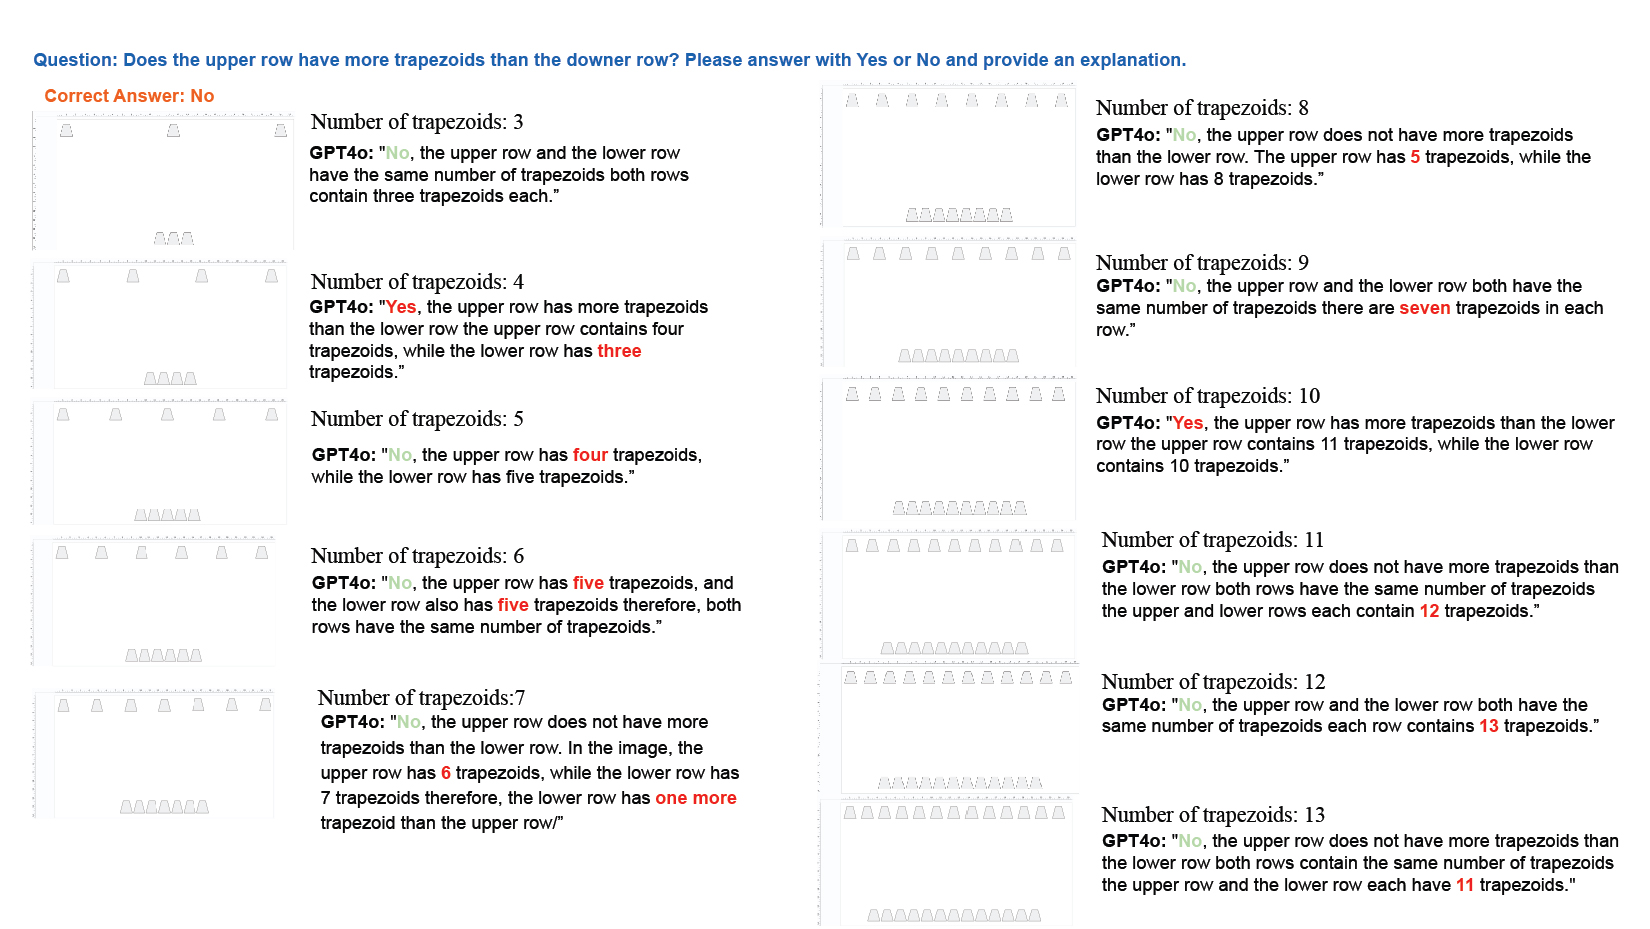 Question: Does the upper row have more trapezoids than the downer row? Please answer with Yes or No and provide an explanation.
Correct Answer: No
Number of trapezoids: 3
GPT4o: "No, the upper row and the lower row
have the same number of trapezoids both rows
contain three trapezoids each.”
Number of trapezoids: 4
GPT4o: "Yes, the upper row has more trapezoids
than the lower row the upper row contains four
trapezoids, while the lower row has three
trapezoids.”
Number of trapezoids: 5
GPT4o: "No, the upper row has four trapezoids,
while the lower row has five trapezoids.”
Number of trapezoids: 6
GPT4o: "No, the upper row has five trapezoids, and
the lower row also has five trapezoids therefore, both
rows have the same number of trapezoids.”
Number of trapezoids:7
GPT4o: "No, the upper row does not have more
trapezoids than the lower row. In the image, the
upper row has 6 trapezoids, while the lower row has
7 trapezoids therefore, the lower row has one more
trapezoid than the upper row/”
Number of trapezoids: 8
GPT4o: "No, the upper row does not have more trapezoids
than the lower row. The upper row has 5 trapezoids, while the
lower row has 8 trapezoids.”
Number of trapezoids: 9
GPT4o: "No, the upper row and the lower row both have the
same number of trapezoids there are seven trapezoids in each
row.”
Number of trapezoids: 10
GPT4o: "Yes, the upper row has more trapezoids than the lower
row the upper row contains 11 trapezoids, while the lower row
contains 10 trapezoids.”
Number of trapezoids: 11
GPT4o: "No, the upper row does not have more trapezoids than
the lower row both rows have the same number of trapezoids
the upper and lower rows each contain 12 trapezoids.”
Number of trapezoids: 12
GPT4o: "No, the upper row and the lower row both have the
same number of trapezoids each row contains 13 trapezoids.”
Number of trapezoids: 13
GPT4o: "No, the upper row does not have more trapezoids than
the lower row both rows contain the same number of trapezoids
the upper row and the lower row each have 11 trapezoids."